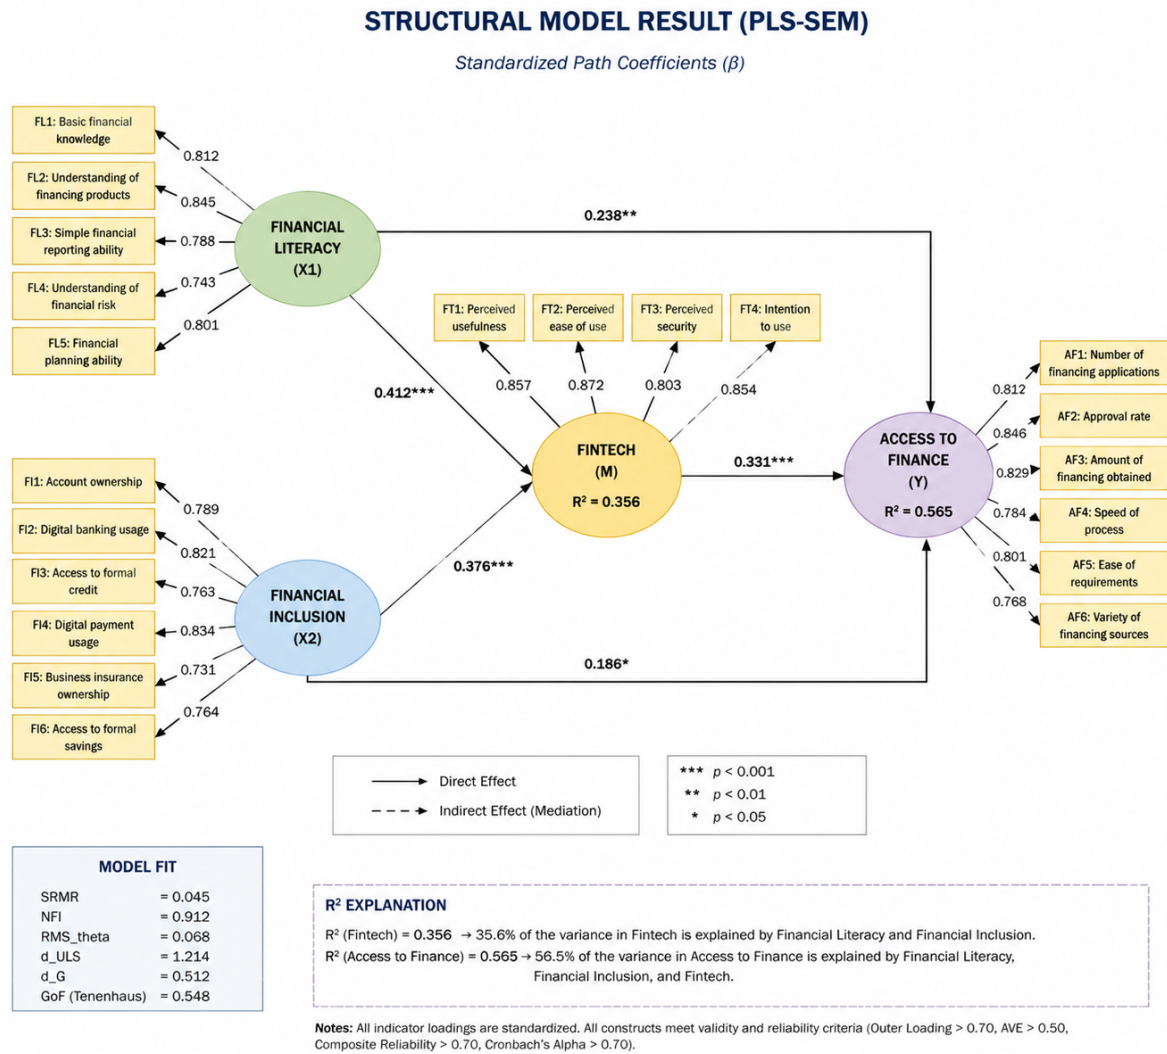 STRUCTURAL MODEL RESULT (PLS-SEM)
Standardized Path Coefficients (β)
FL1: Basic financial
knowledge
FL2: Understanding of
financing products
FL3: Simple financial
reporting ability
FL4: Understanding of
financial risk
FL5: Financial
planning ability
0.812
0.845
0.788
0.743
0.801
FINANCIAL
LITERACY
(X1)
0.238**
0.412***
FT1: Perceived
usefulness
FT2: Perceived
ease of use
FT3: Perceived
security
FT4: Intention
to use
0.857
0.872
0.803
0.854
FINTECH
(M)
R² = 0.356
0.331***
ACCESS TO
FINANCE
(Y)
R² = 0.565
0.812
0.846
0.829
0.784
0.801
0.768
AF1: Number of
financing applications
AF2: Approval rate
AF3: Amount of
financing obtained
AF4: Speed of
process
AF5: Ease of
requirements
AF6: Variety of
financing sources
FI1: Account ownership
FI2: Digital banking usage
FI3: Access to formal
credit
FI4: Digital payment
usage
FI5: Business insurance
ownership
FI6: Access to formal
savings
0.789
0.821
0.763
0.834
0.731
0.764
FINANCIAL
INCLUSION
(X2)
0.376***
0.186*
Direct Effect
Indirect Effect (Mediation)
*** p < 0.001
** p < 0.01
* p < 0.05
MODEL FIT
SRMR = 0.045
NFI = 0.912
RMS_theta = 0.068
d_ULS = 1.214
d_G = 0.512
GoF (Tenenhaus) = 0.548
R² EXPLANATION
R² (Fintech) = 0.356 → 35.6% of the variance in Fintech is explained by Financial Literacy and Financial Inclusion.
R² (Access to Finance) = 0.565 → 56.5% of the variance in Access to Finance is explained by Financial Literacy,
Financial Inclusion, and Fintech.
Notes: All indicator loadings are standardized. All constructs meet validity and reliability criteria (Outer Loading > 0.70, AVE > 0.50,
Composite Reliability > 0.70, Cronbach's Alpha > 0.70).